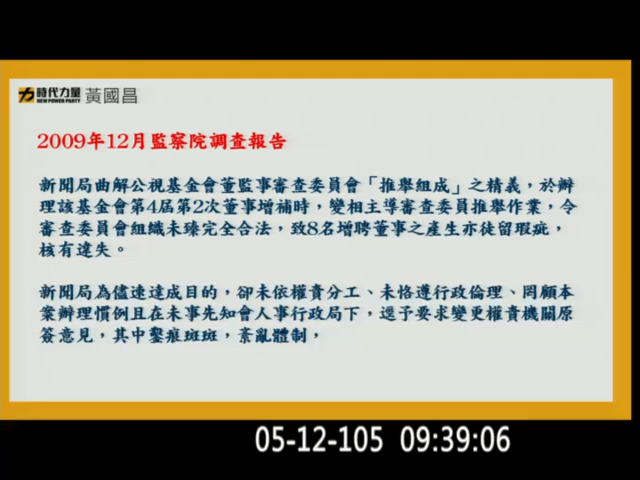 力 時代力量 NEW POWER PARTY 黃國昌
2009年12月監察院調查報告
新聞局曲解公視基金會董監事審查委員會「推舉組成」之精義，於辦
理該基金會第4屆第2次董事增補時，變相主導審查委員推舉作業，令
審查委員會組織未臻完全合法，致8名增聘董事之產生亦徒留瑕疵，
核有違失。
新聞局為儘速達成目的，卻未依權責分工、未恪遵行政倫理、罔顧本
案辦理慣例且在未事先知會人事行政局下，逕予要求變更權責機關原
簽意見，其中鑿痕斑斑，紊亂體制，
05-12-105 09:39:06